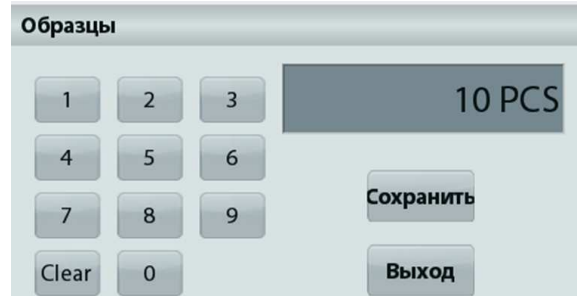 Образцы
1 2 3
10 PCS
4 5 6
7 8 9
Сохранить
Clear 0
Выход